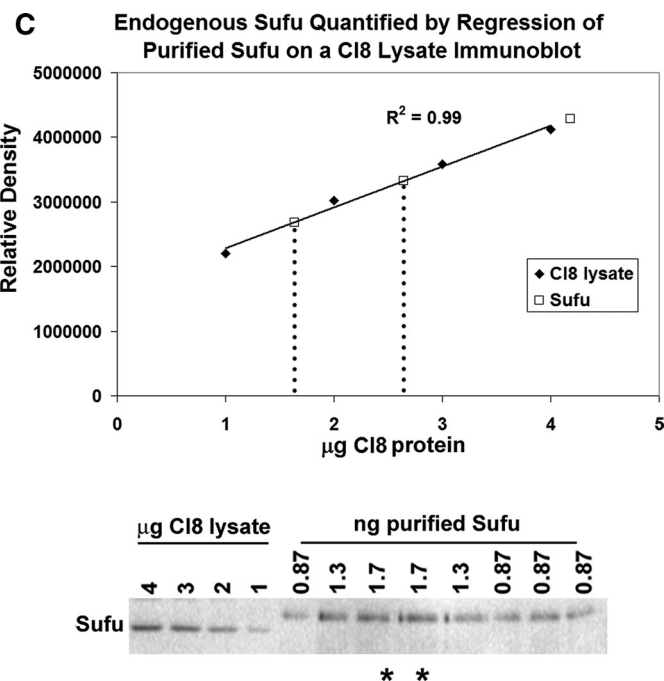 C
Endogenous Sufu Quantified by Regression of
Purified Sufu on a Cl8 Lysate Immunoblot
5000000
4000000
3000000
2000000
1000000
0
Relative Density
R² = 0.99
Cl8 lysate
Sufu
0 1 2 3 4 5
µg Cl8 protein
µg Cl8 lysate
ng purified Sufu
4 3 2 1 0.87 1.3 1.7 1.7 1.3 0.87 0.87 0.87
Sufu
* *